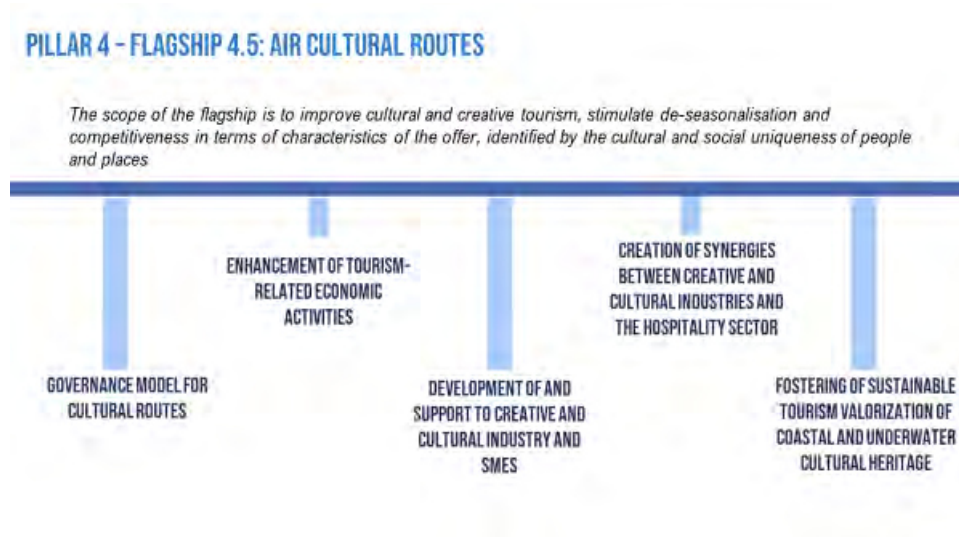 PILLAR 4 – FLAGSHIP 4.5: AIR CULTURAL ROUTES
The scope of the flagship is to improve cultural and creative tourism, stimulate de-seasonalisation and
competitiveness in terms of characteristics of the offer, identified by the cultural and social uniqueness of people
and places
GOVERNANCE MODEL FOR
CULTURAL ROUTES
ENHANCEMENT OF TOURISM-
RELATED ECONOMIC
ACTIVITIES
DEVELOPMENT OF AND
SUPPORT TO CREATIVE AND
CULTURAL INDUSTRY AND
SMES
CREATION OF SYNERGIES
BETWEEN CREATIVE AND
CULTURAL INDUSTRIES AND
THE HOSPITALITY SECTOR
FOSTERING OF SUSTAINABLE
TOURISM VALORIZATION OF
COASTAL AND UNDERWATER
CULTURAL HERITAGE